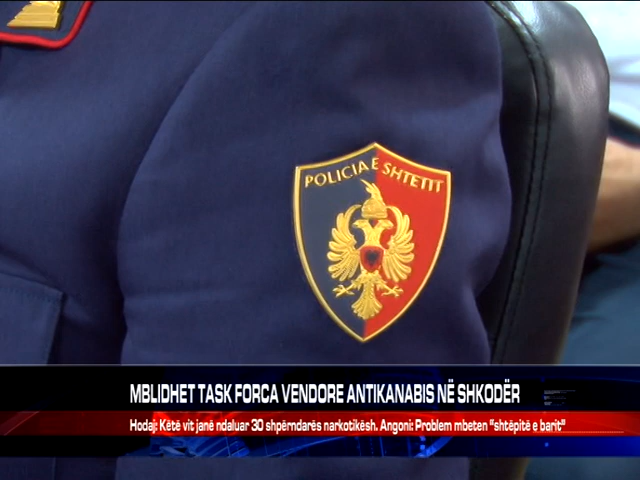 POLICIA E SHTETIT
MBLIDHET TASK FORCA VENDORE ANTIKANABIS NË SHKODËR
Hodaj: Këtë vit janë ndaluar 30 shpërndarës narkotikësh. Angoni: Problem mbeten "shtëpitë e barit"